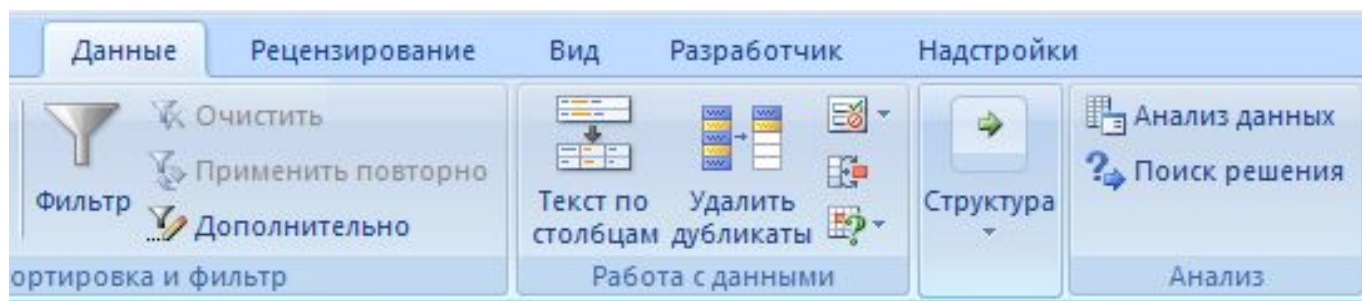 Данные Рецензирование Вид Разработчик Надстройки
Очистить
Применить повторно
Дополнительно
Фильтр
ортировка и фильтр
Текст по столбцам
Удалить дубликаты
Работа с данными
Структура
Анализ данных
Поиск решения
Анализ